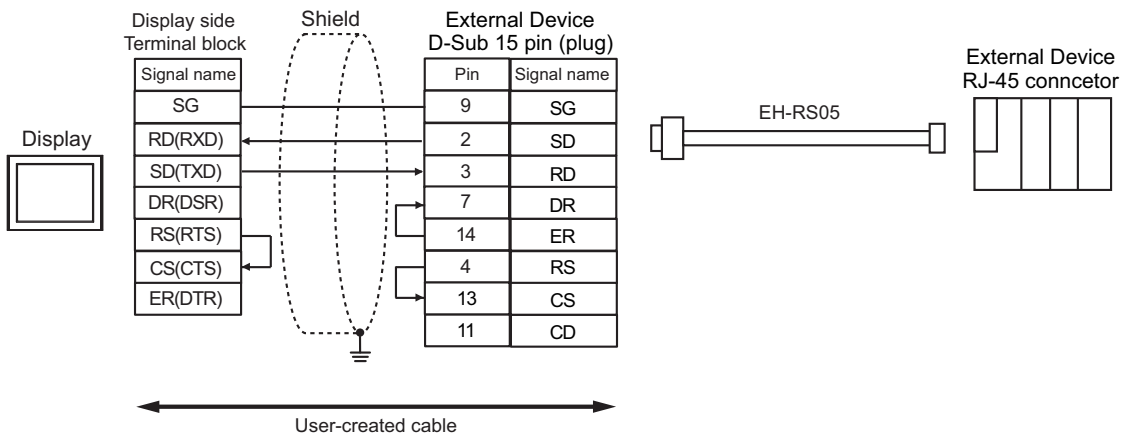 Display
Display side
Terminal block
Shield
External Device
D-Sub 15 pin (plug)
Signal name
SG
RD(RXD)
SD(TXD)
DR(DSR)
RS(RTS)
CS(CTS)
ER(DTR)
Pin Signal name
9 SG
2 SD
3 RD
7 DR
14 ER
4 RS
13 CS
11 CD
User-created cable
EH-RS05
External Device
RJ-45 conncetor